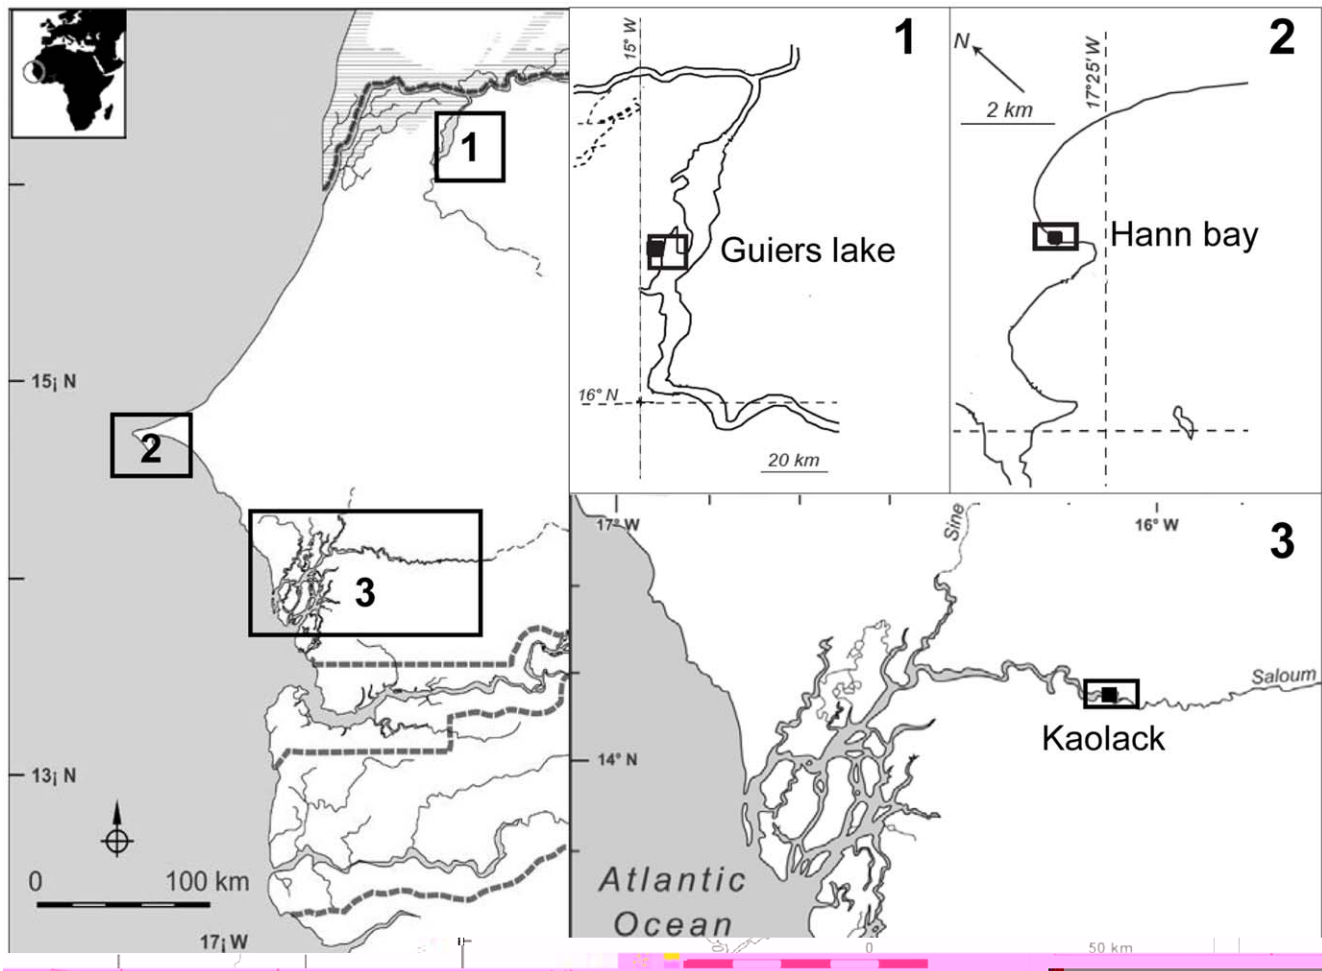 1
2
3
15¡ N
13¡ N
0 100 km
17¡ W
1
15° W
Guiers lake
16° N
20 km
2
N
2 km
17°25' W
Hann bay
3
17° W
16° W
Sine
Saloum
Kaolack
14° N
Atlantic
Ocean
0 50 km